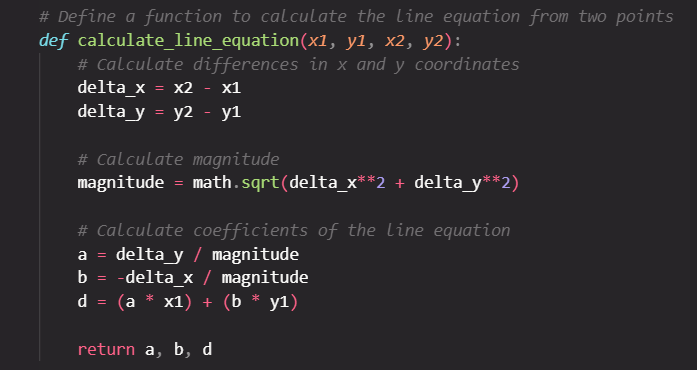 # Define a function to calculate the line equation from two points
def calculate_line_equation(x1, y1, x2, y2):
    # Calculate differences in x and y coordinates
    delta_x = x2 - x1
    delta_y = y2 - y1

    # Calculate magnitude
    magnitude = math.sqrt(delta_x**2 + delta_y**2)

    # Calculate coefficients of the line equation
    a = delta_y / magnitude
    b = -delta_x / magnitude
    d = (a * x1) + (b * y1)

    return a, b, d